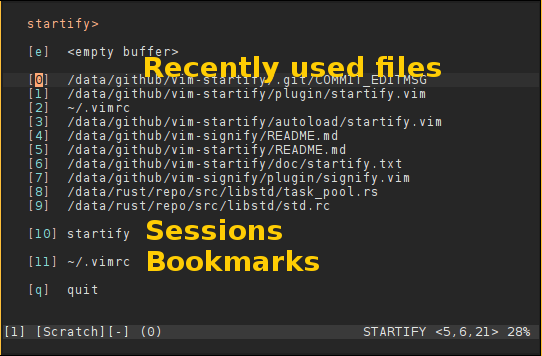 startify>
[e] <empty buffer>
Recently used files
[0] /data/github/vim-startify/.git/COMMIT_EDITMSG
[1] /data/github/vim-startify/plugin/startify.vim
[2] ~/.vimrc
[3] /data/github/vim-startify/autoload/startify.vim
[4] /data/github/vim-signify/README.md
[5] /data/github/vim-startify/README.md
[6] /data/github/vim-startify/doc/startify.txt
[7] /data/github/vim-signify/plugin/signify.vim
[8] /data/rust/repo/src/libstd/task_pool.rs
[9] /data/rust/repo/src/libstd/std.rc
[10] startify Sessions
[11] ~/.vimrc Bookmarks
[q] quit
[1] [Scratch][-] (0) STARTIFY <5,6,21> 28%